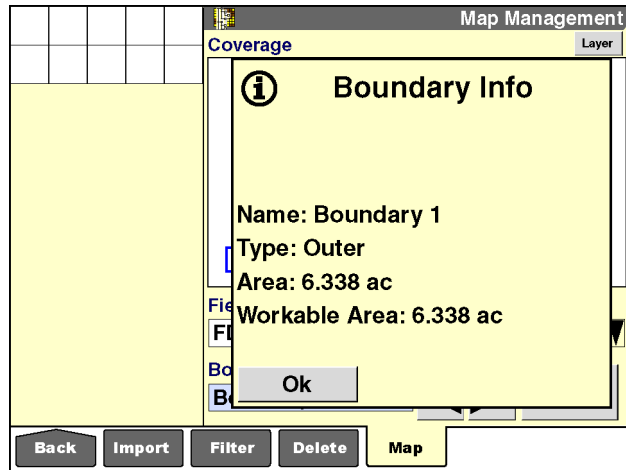 Map Management
Coverage
Layer
Boundary Info
Name: Boundary 1
Type: Outer
Area: 6.338 ac
Workable Area: 6.338 ac
Ok
Back
Import
Filter
Delete
Map